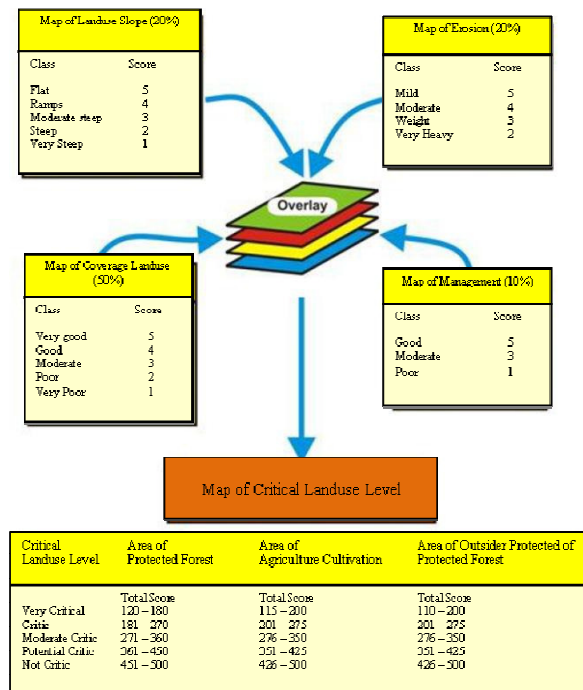 Map of Landuse Slope (20%)
Class Score
Flat 5
Ramps 4
Moderate steep 3
Steep 2
Very Steep 1
Map of Erosion (20%)
Class Score
Mild 5
Moderate 4
Weight 3
Very Heavy 2
Overlay
Map of Coverage Landuse
(50%)
Class Score
Very good 5
Good 4
Moderate 3
Poor 2
Very Poor 1
Map of Management (10%)
Class Score
Good 5
Moderate 3
Poor 1
Map of Critical Landuse Level
Critical Area of Area of Area of Outsider Protected of
Landuse Level Protected Forest Agriculture Cultivation Protected Forest
Total Score Total Score Total Score
Very Critical 120 – 180 115 – 200 110 – 200
Critic 181 – 270 201 – 275 201 – 275
Moderate Critic 271 – 360 276 – 350 276 – 350
Potential Critic 361 – 450 351 – 425 351 – 425
Not Critic 451 – 500 426 – 500 426 – 500